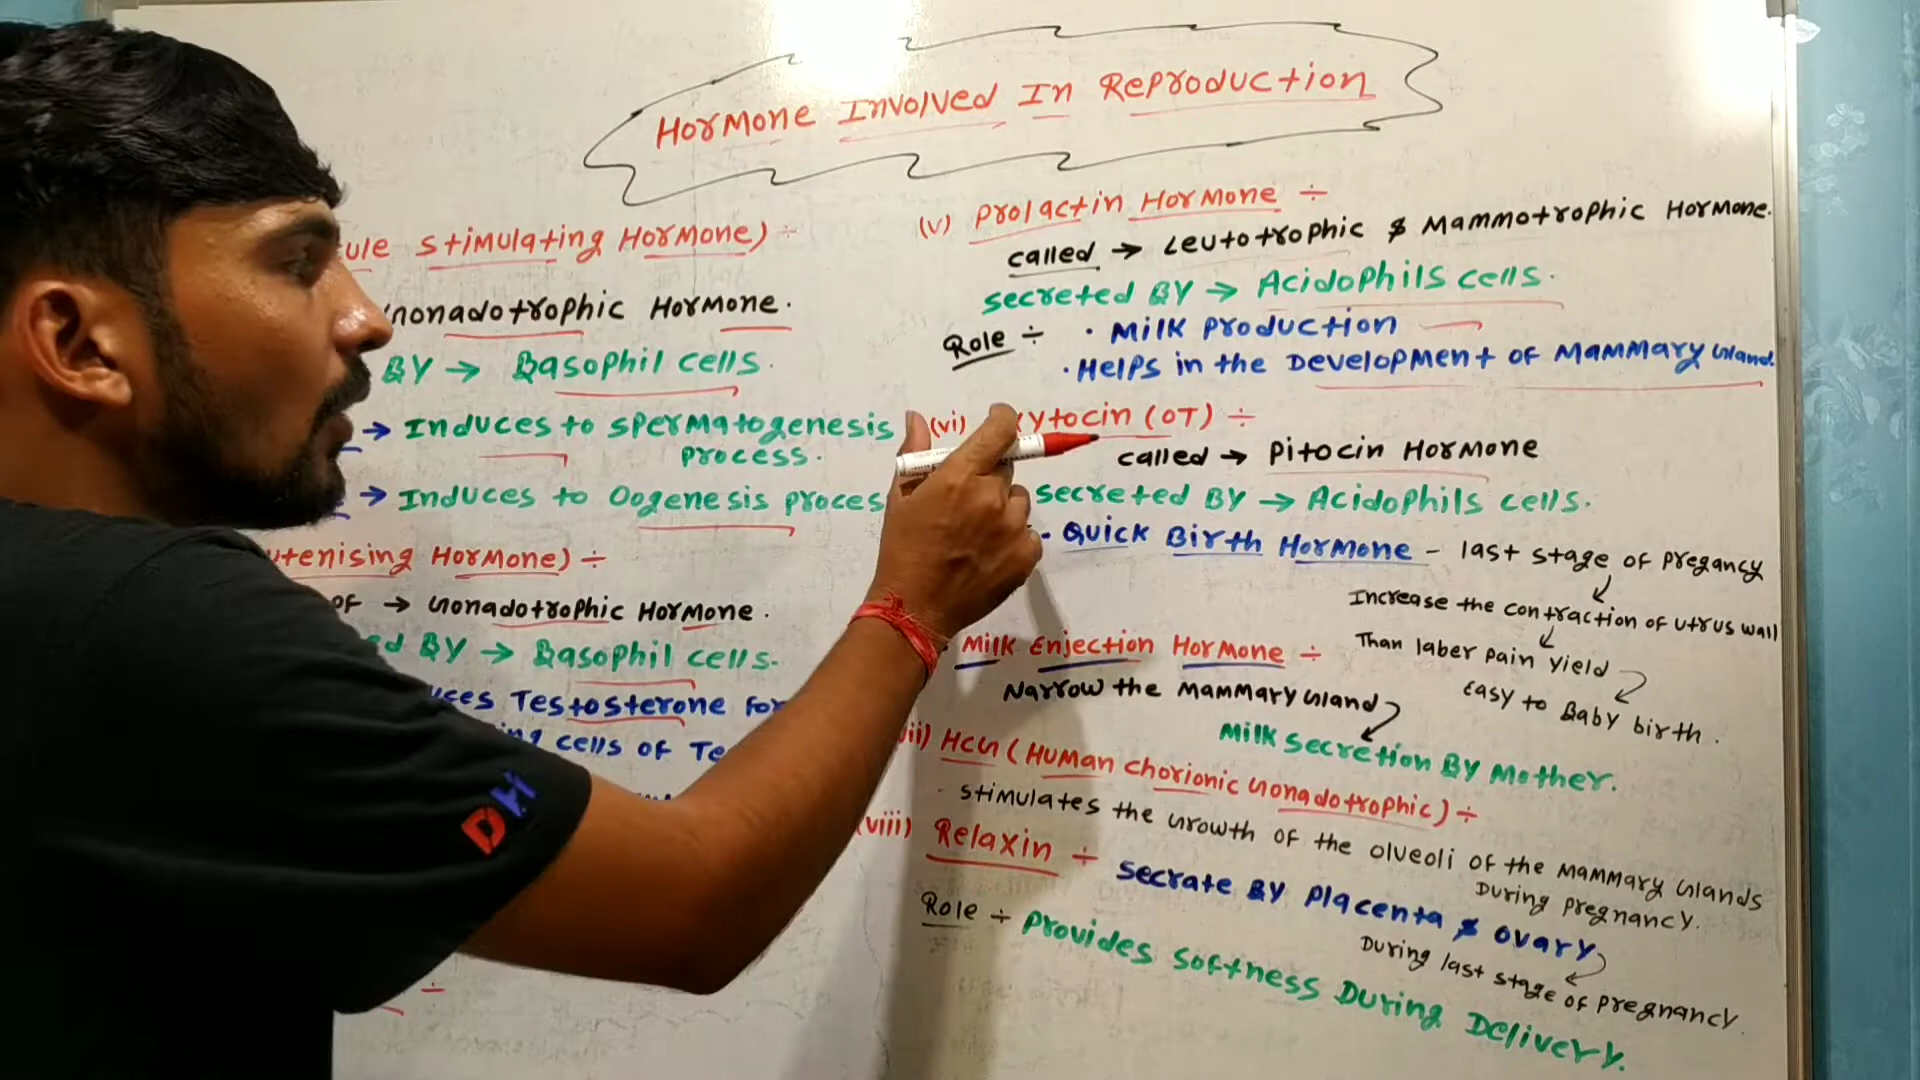 Hormone Involved In Reproduction
ule stimulating Hormone) ÷
Gonadotrophic Hormone.
BY → Basophil cells.
→ Induces to spermatogenesis
process.
→ Induces to Oogenesis proces
utenising Hormone) ÷
of → Gonadotrophic Hormone.
d BY → Basophil cells.
uces Testosterone For
ing cells of Te
(v) Prolactin Hormone ÷
called → Leutotrophic & Mammotrophic Hormone.
secreted BY → Acidophils cells.
Role ÷ · Milk production
· Helps in the Development of Mammary Gland.
(vi) xytocin (OT) ÷
called → Pitocin Hormone
secreted BY → Acidophils cells.
- Quick Birth Hormone - last stage of Pregancy
Increase the contraction of utrus wall
Than laber pain yield
Easy to Baby birth.
· Milk Enjection Hormone ÷
Narrow the Mammary Gland
Milk secretion By Mother.
ii) HCG (Human Chorionic Gonadotrophic) ÷
- stimulates the Growth of the olveoli of the Mammary Glands
During pregnancy.
(viii) Relaxin ÷ Secrate BY Placenta & Ovary
During last stage of pregnancy.
Role ÷ Provides Softness During Delivery.
DH